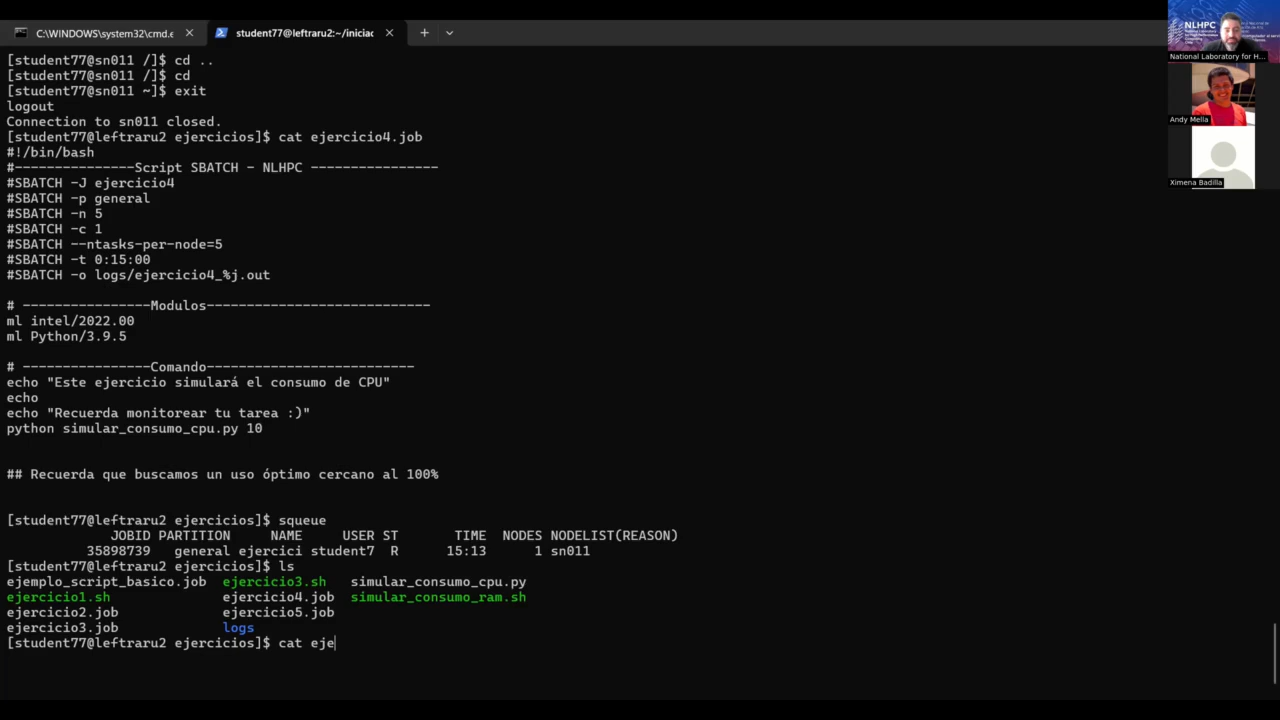 C:\WINDOWS\system32\cmd.e
student77@leftraru2:~/iniciac
[student77@sn011 /]$ cd ..
[student77@sn011 /]$ cd
[student77@sn011 ~]$ exit
logout
Connection to sn011 closed.
[student77@leftraru2 ejercicios]$ cat ejercicio4.job
#!/bin/bash
#---------------Script SBATCH - NLHPC ----------------
#SBATCH -J ejercicio4
#SBATCH -p general
#SBATCH -n 5
#SBATCH -c 1
#SBATCH --ntasks-per-node=5
#SBATCH -t 0:15:00
#SBATCH -o logs/ejercicio4_%j.out
# ----------------Modulos----------------------------
ml intel/2022.00
ml Python/3.9.5
# ----------------Comando--------------------------
echo "Este ejercicio simulará el consumo de CPU"
echo
echo "Recuerda monitorear tu tarea :)"
python simular_consumo_cpu.py 10
## Recuerda que buscamos un uso óptimo cercano al 100%
[student77@leftraru2 ejercicios]$ squeue
JOBID PARTITION NAME USER ST TIME NODES NODELIST(REASON)
35898739 general ejercici student7 R 15:13 1 sn011
[student77@leftraru2 ejercicios]$ ls
ejemplo_script_basico.job ejercicio3.sh simular_consumo_cpu.py
ejercicio1.sh ejercicio4.job simular_consumo_ram.sh
ejercicio2.job ejercicio5.job
ejercicio3.job logs
[student77@leftraru2 ejercicios]$ cat eje
NLHPC
National Laboratory for H...
Andy Mella
Ximena Badilla